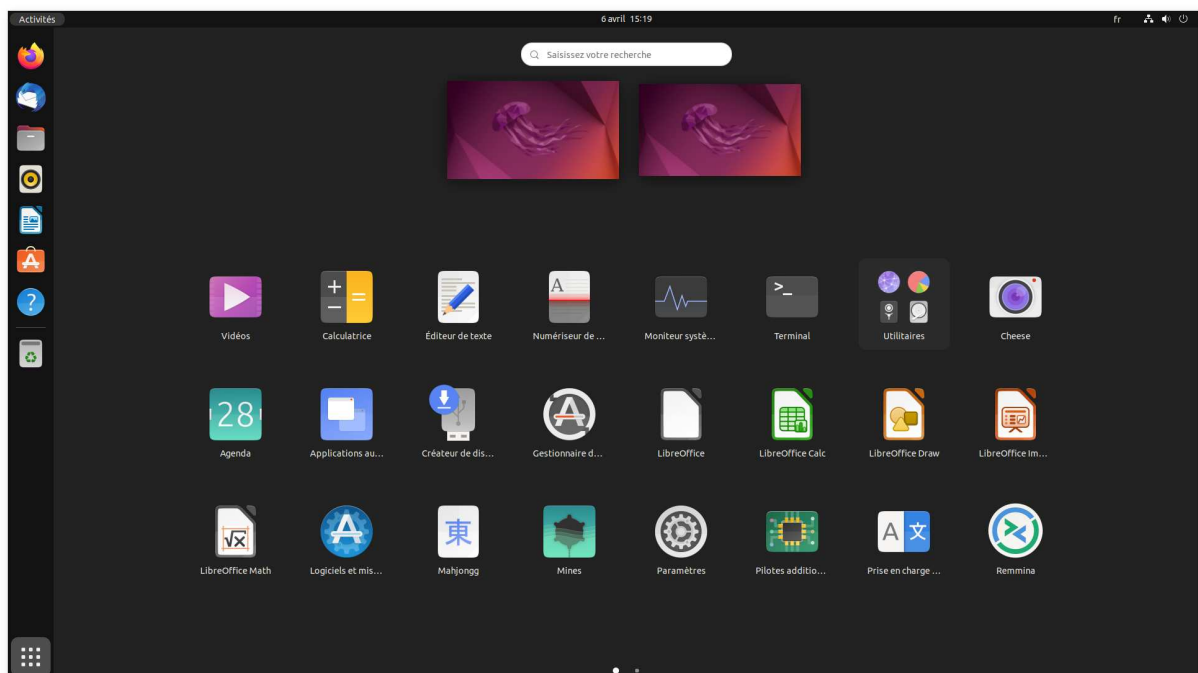 Activités
6 avril 15:19
fr
Saisissez votre recherche
Vidéos
Calculatrice
Éditeur de texte
Numériseur de ...
Moniteur systè...
Terminal
Utilitaires
Cheese
28
Agenda
Applications au...
Créateur de dis...
Gestionnaire d...
LibreOffice
LibreOffice Calc
LibreOffice Draw
LibreOffice Im...
LibreOffice Math
Logiciels et mis...
東
Mahjongg
Mines
Paramètres
Pilotes additio...
A 文
Prise en charge ...
Remmina